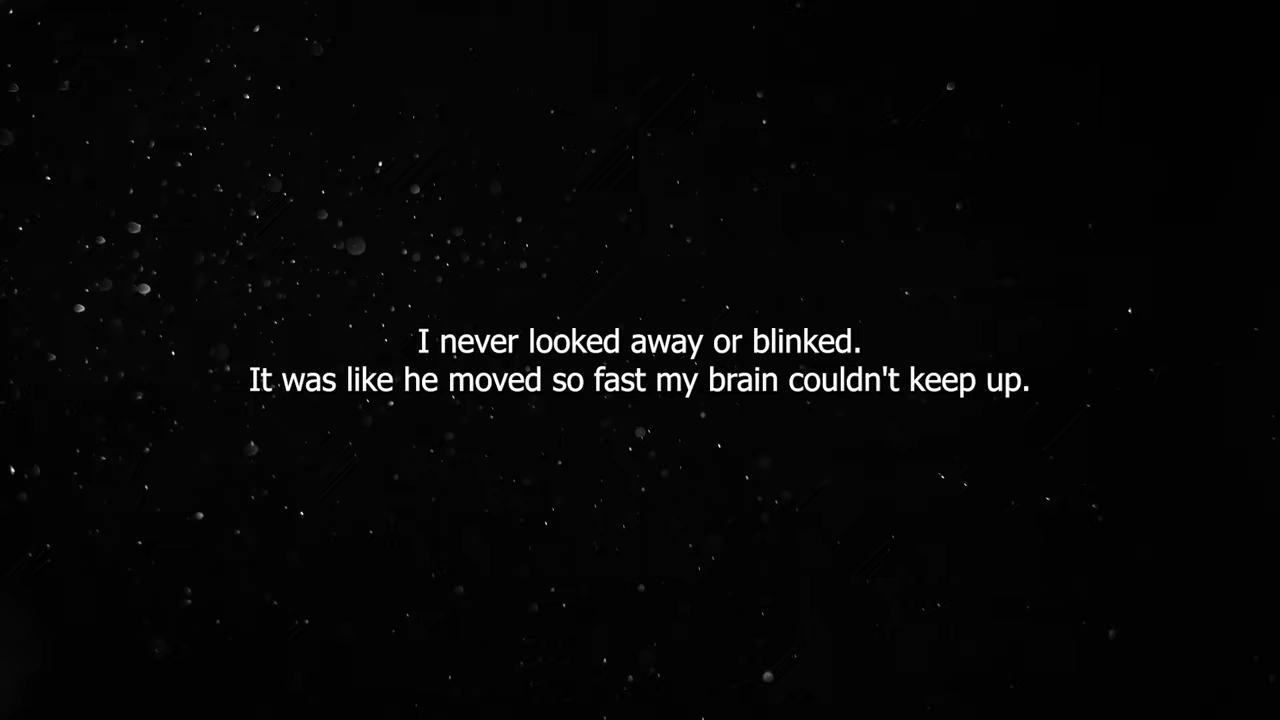 I never looked away or blinked.
It was like he moved so fast my brain couldn't keep up.